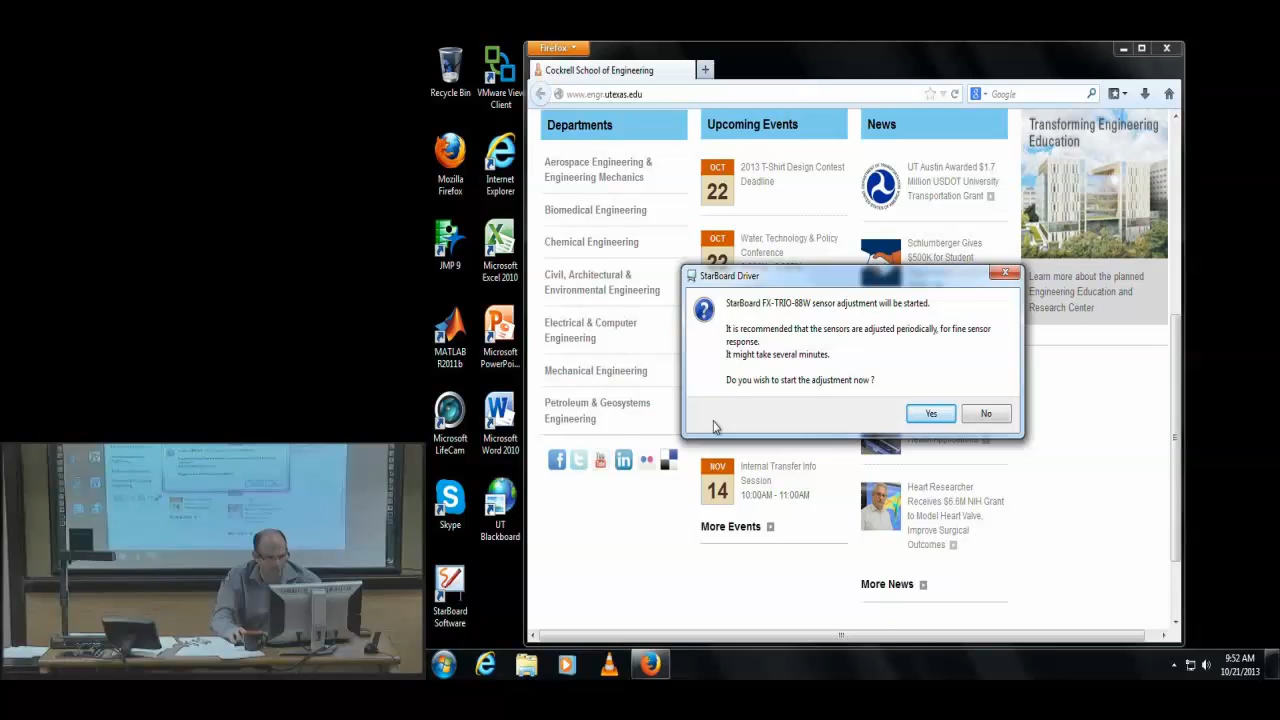 Recycle Bin
VMware View
Client
Mozilla
Firefox
Internet
Explorer
JMP 9
Microsoft
Excel 2010
MATLAB
R2011b
Microsoft
PowerPoi...
Microsoft
LifeCam
Microsoft
Word 2010
Skype
UT
Blackboard
StarBoard
Software
Firefox
Cockrell School of Engineering
www.engr.utexas.edu
Google
Departments
Aerospace Engineering &
Engineering Mechanics
Biomedical Engineering
Chemical Engineering
Civil, Architectural &
Environmental Engineering
Electrical & Computer
Engineering
Mechanical Engineering
Petroleum & Geosystems
Engineering
Upcoming Events
OCT
22
2013 T-Shirt Design Contest
Deadline
OCT
22
Water, Technology & Policy
Conference
NOV
14
Internal Transfer Info
Session
10:00AM - 11:00AM
More Events
News
UT Austin Awarded $1.7
Million USDOT University
Transportation Grant
Schlumberger Gives
$500K for Student
Heart Researcher
Receives $5.6M NIH Grant
to Model Heart Valve,
Improve Surgical
Outcomes
More News
Transforming Engineering
Education
Learn more about the planned
Engineering Education and
Research Center
StarBoard Driver
StarBoard FX-TRIO-88W sensor adjustment will be started.
It is recommended that the sensors are adjusted periodically, for fine sensor
response.
It might take several minutes.
Do you wish to start the adjustment now ?
Yes
No
9:52 AM
10/21/2013